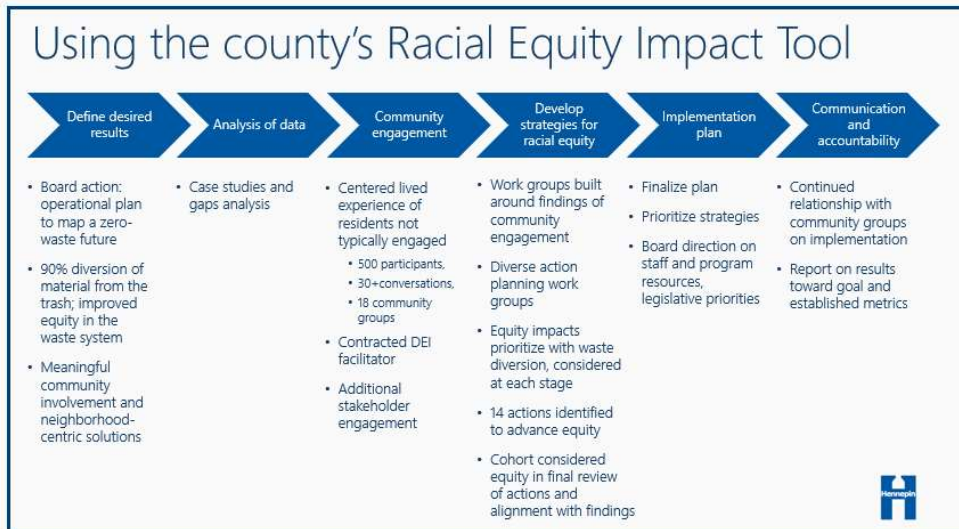 Using the county's Racial Equity Impact Tool
Define desired
results
Analysis of data
Community
engagement
Develop
strategies for
racial equity
Implementation
plan
Communication
and
accountability
• Board action:
operational plan
to map a zero-
waste future
• 90% diversion of
material from the
trash; improved
equity in the
waste system
• Meaningful
community
involvement and
neighborhood-
centric solutions
• Case studies and
gaps analysis
• Centered lived
experience of
residents not
typically engaged
• 500 participants,
• 30+conversations,
• 18 community
groups
• Contracted DEI
facilitator
• Additional
stakeholder
engagement
• Work groups built
around findings of
community
engagement
• Diverse action
planning work
groups
• Equity impacts
prioritize with waste
diversion, considered
at each stage
• 14 actions identified
to advance equity
• Cohort considered
equity in final review
of actions and
alignment with findings
• Finalize plan
• Prioritize strategies
• Board direction on
staff and program
resources,
legislative priorities
• Continued
relationship with
community groups
on implementation
• Report on results
toward goal and
established metrics
Hennepin